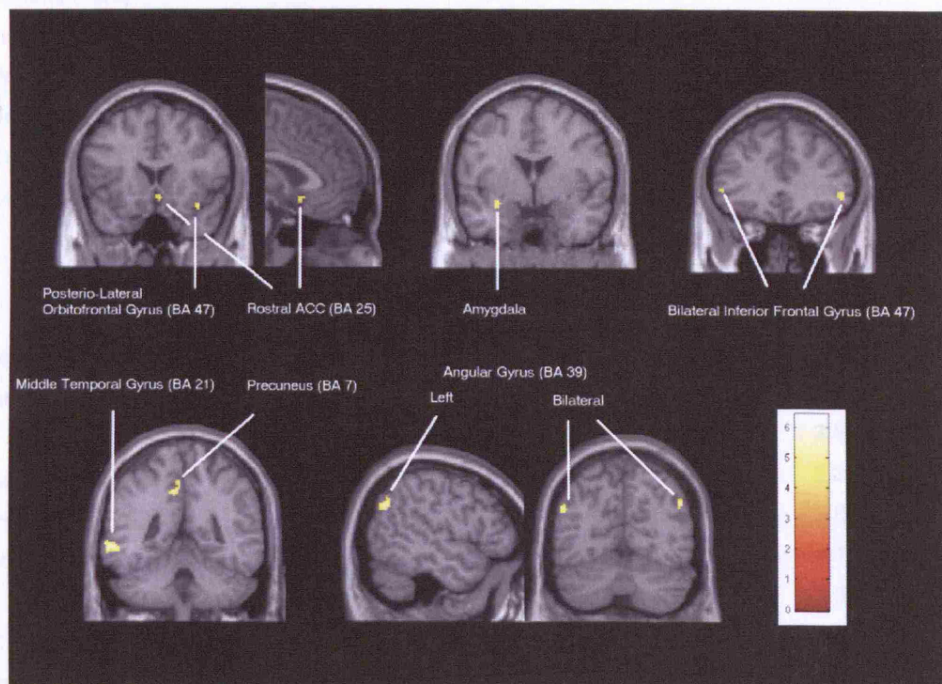 Posterio-Lateral
Orbitofrontal Gyrus (BA 47)
Rostral ACC (BA 25)
Amygdala
Bilateral Inferior Frontal Gyrus (BA 47)
Middle Temporal Gyrus (BA 21)
Precuneus (BA 7)
Angular Gyrus (BA 39)
Left
Bilateral
6
5
4
3
2
1
0